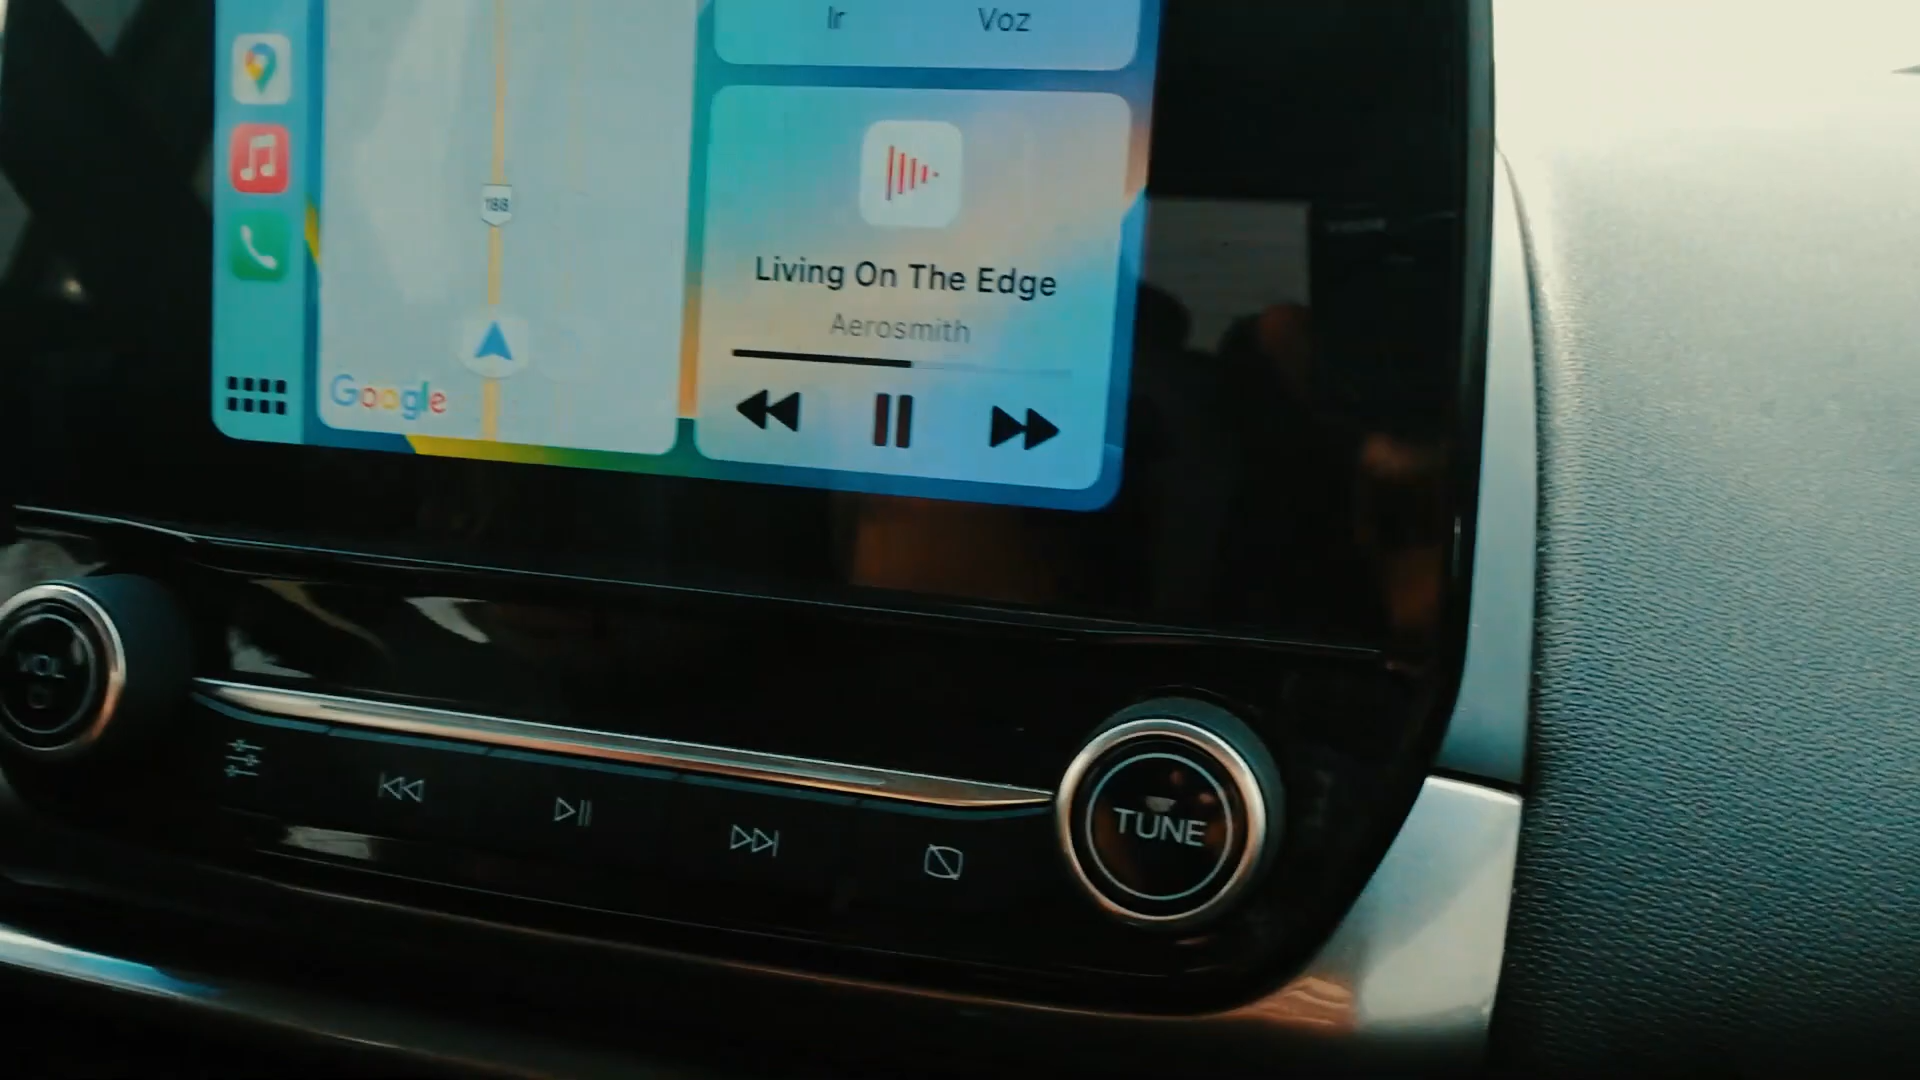 Ir
Voz
188
Living On The Edge
Aerosmith
Google
VOL
TUNE